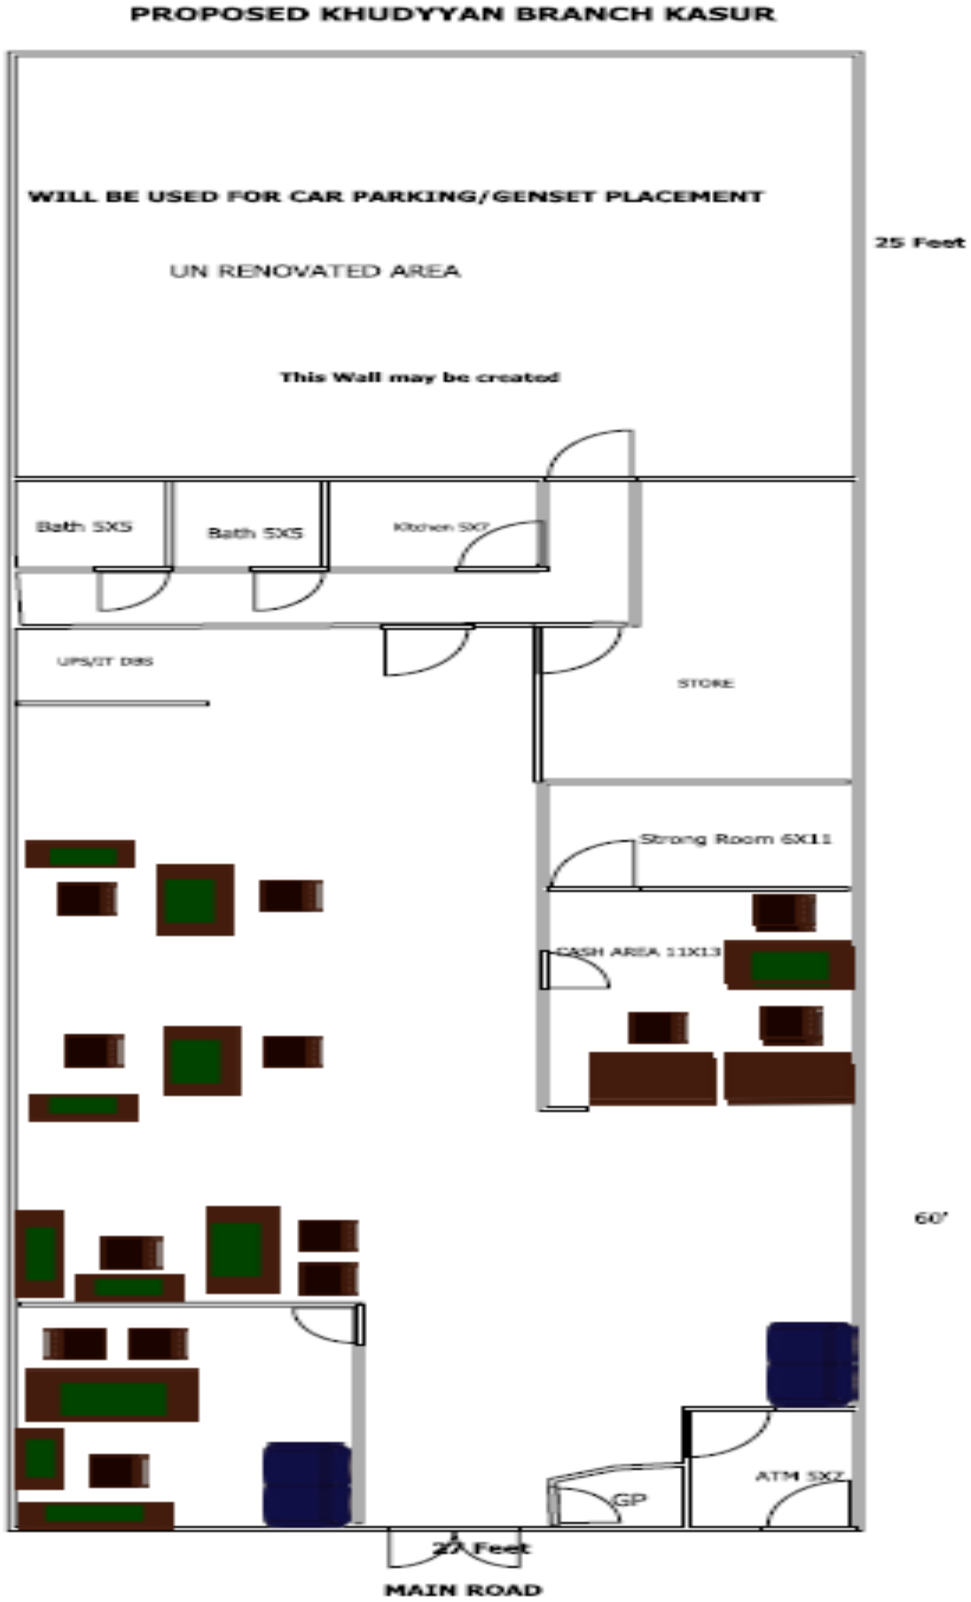 PROPOSED KHUDYYAN BRANCH KASUR
WILL BE USED FOR CAR PARKING/GENSET PLACEMENT
25 Feet
UN RENOVATED AREA
This Wall may be created
Bath 5X5
Bath 5X5
Kitchen 5X7
UPS/IT DBS
STORE
Strong Room 6X11
CASH AREA 11X13
60'
ATM 5X7
GP
27 Feet
MAIN ROAD